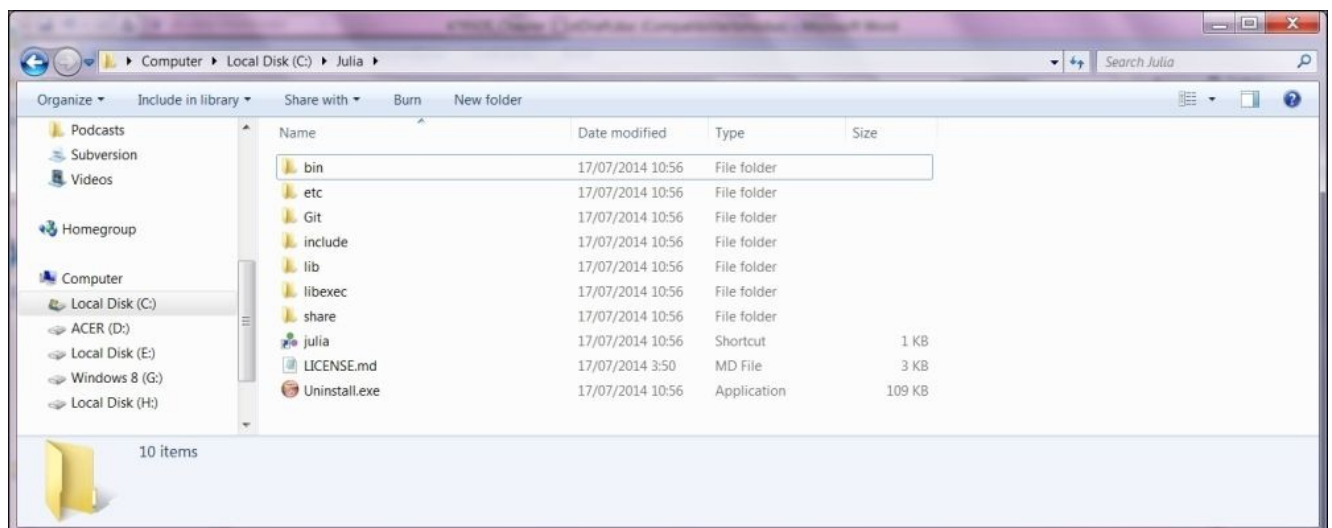 Computer ▸ Local Disk (C:) ▸ Julia ▸
Search Julia
Organize ▾ Include in library ▾ Share with ▾ Burn New folder
Podcasts
Subversion
Videos
Homegroup
Computer
Local Disk (C:)
ACER (D:)
Local Disk (E:)
Windows 8 (G:)
Local Disk (H:)
Name Date modified Type Size
bin 17/07/2014 10:56 File folder
etc 17/07/2014 10:56 File folder
Git 17/07/2014 10:56 File folder
include 17/07/2014 10:56 File folder
lib 17/07/2014 10:56 File folder
libexec 17/07/2014 10:56 File folder
share 17/07/2014 10:56 File folder
julia 17/07/2014 10:56 Shortcut 1 KB
LICENSE.md 17/07/2014 3:50 MD File 3 KB
Uninstall.exe 17/07/2014 10:56 Application 109 KB
10 items